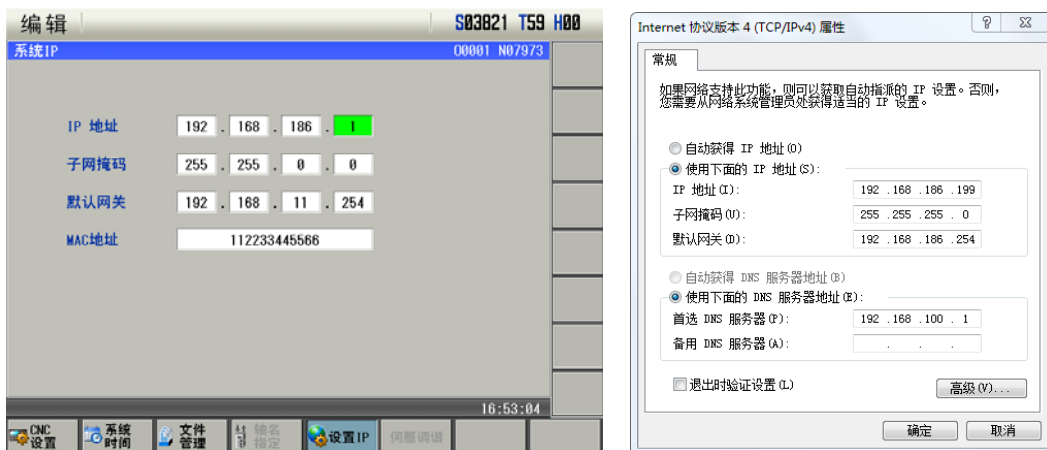 编辑
S03821 T59 H00
系统IP
O0001 N07973
IP 地址 192 . 168 . 186 . 1
子网掩码 255 . 255 . 0 . 0
默认网关 192 . 168 . 11 . 254
MAC地址 112233445566
16:53:04
CNC 设置
系统 时间
文件 管理
轴名 指定
设置IP
伺服调谐
Internet 协议版本 4 (TCP/IPv4) 属性
常规
如果网络支持此功能，则可以获取自动指派的 IP 设置。否则，
您需要从网络系统管理员处获得适当的 IP 设置。
自动获得 IP 地址(O)
使用下面的 IP 地址(S):
IP 地址(I): 192 . 168 . 186 . 199
子网掩码(U): 255 . 255 . 255 . 0
默认网关(D): 192 . 168 . 186 . 254
自动获得 DNS 服务器地址(B)
使用下面的 DNS 服务器地址(E):
首选 DNS 服务器(P): 192 . 168 . 100 . 1
备用 DNS 服务器(A): . . .
退出时验证设置(L)
高级(V)...
确定
取消